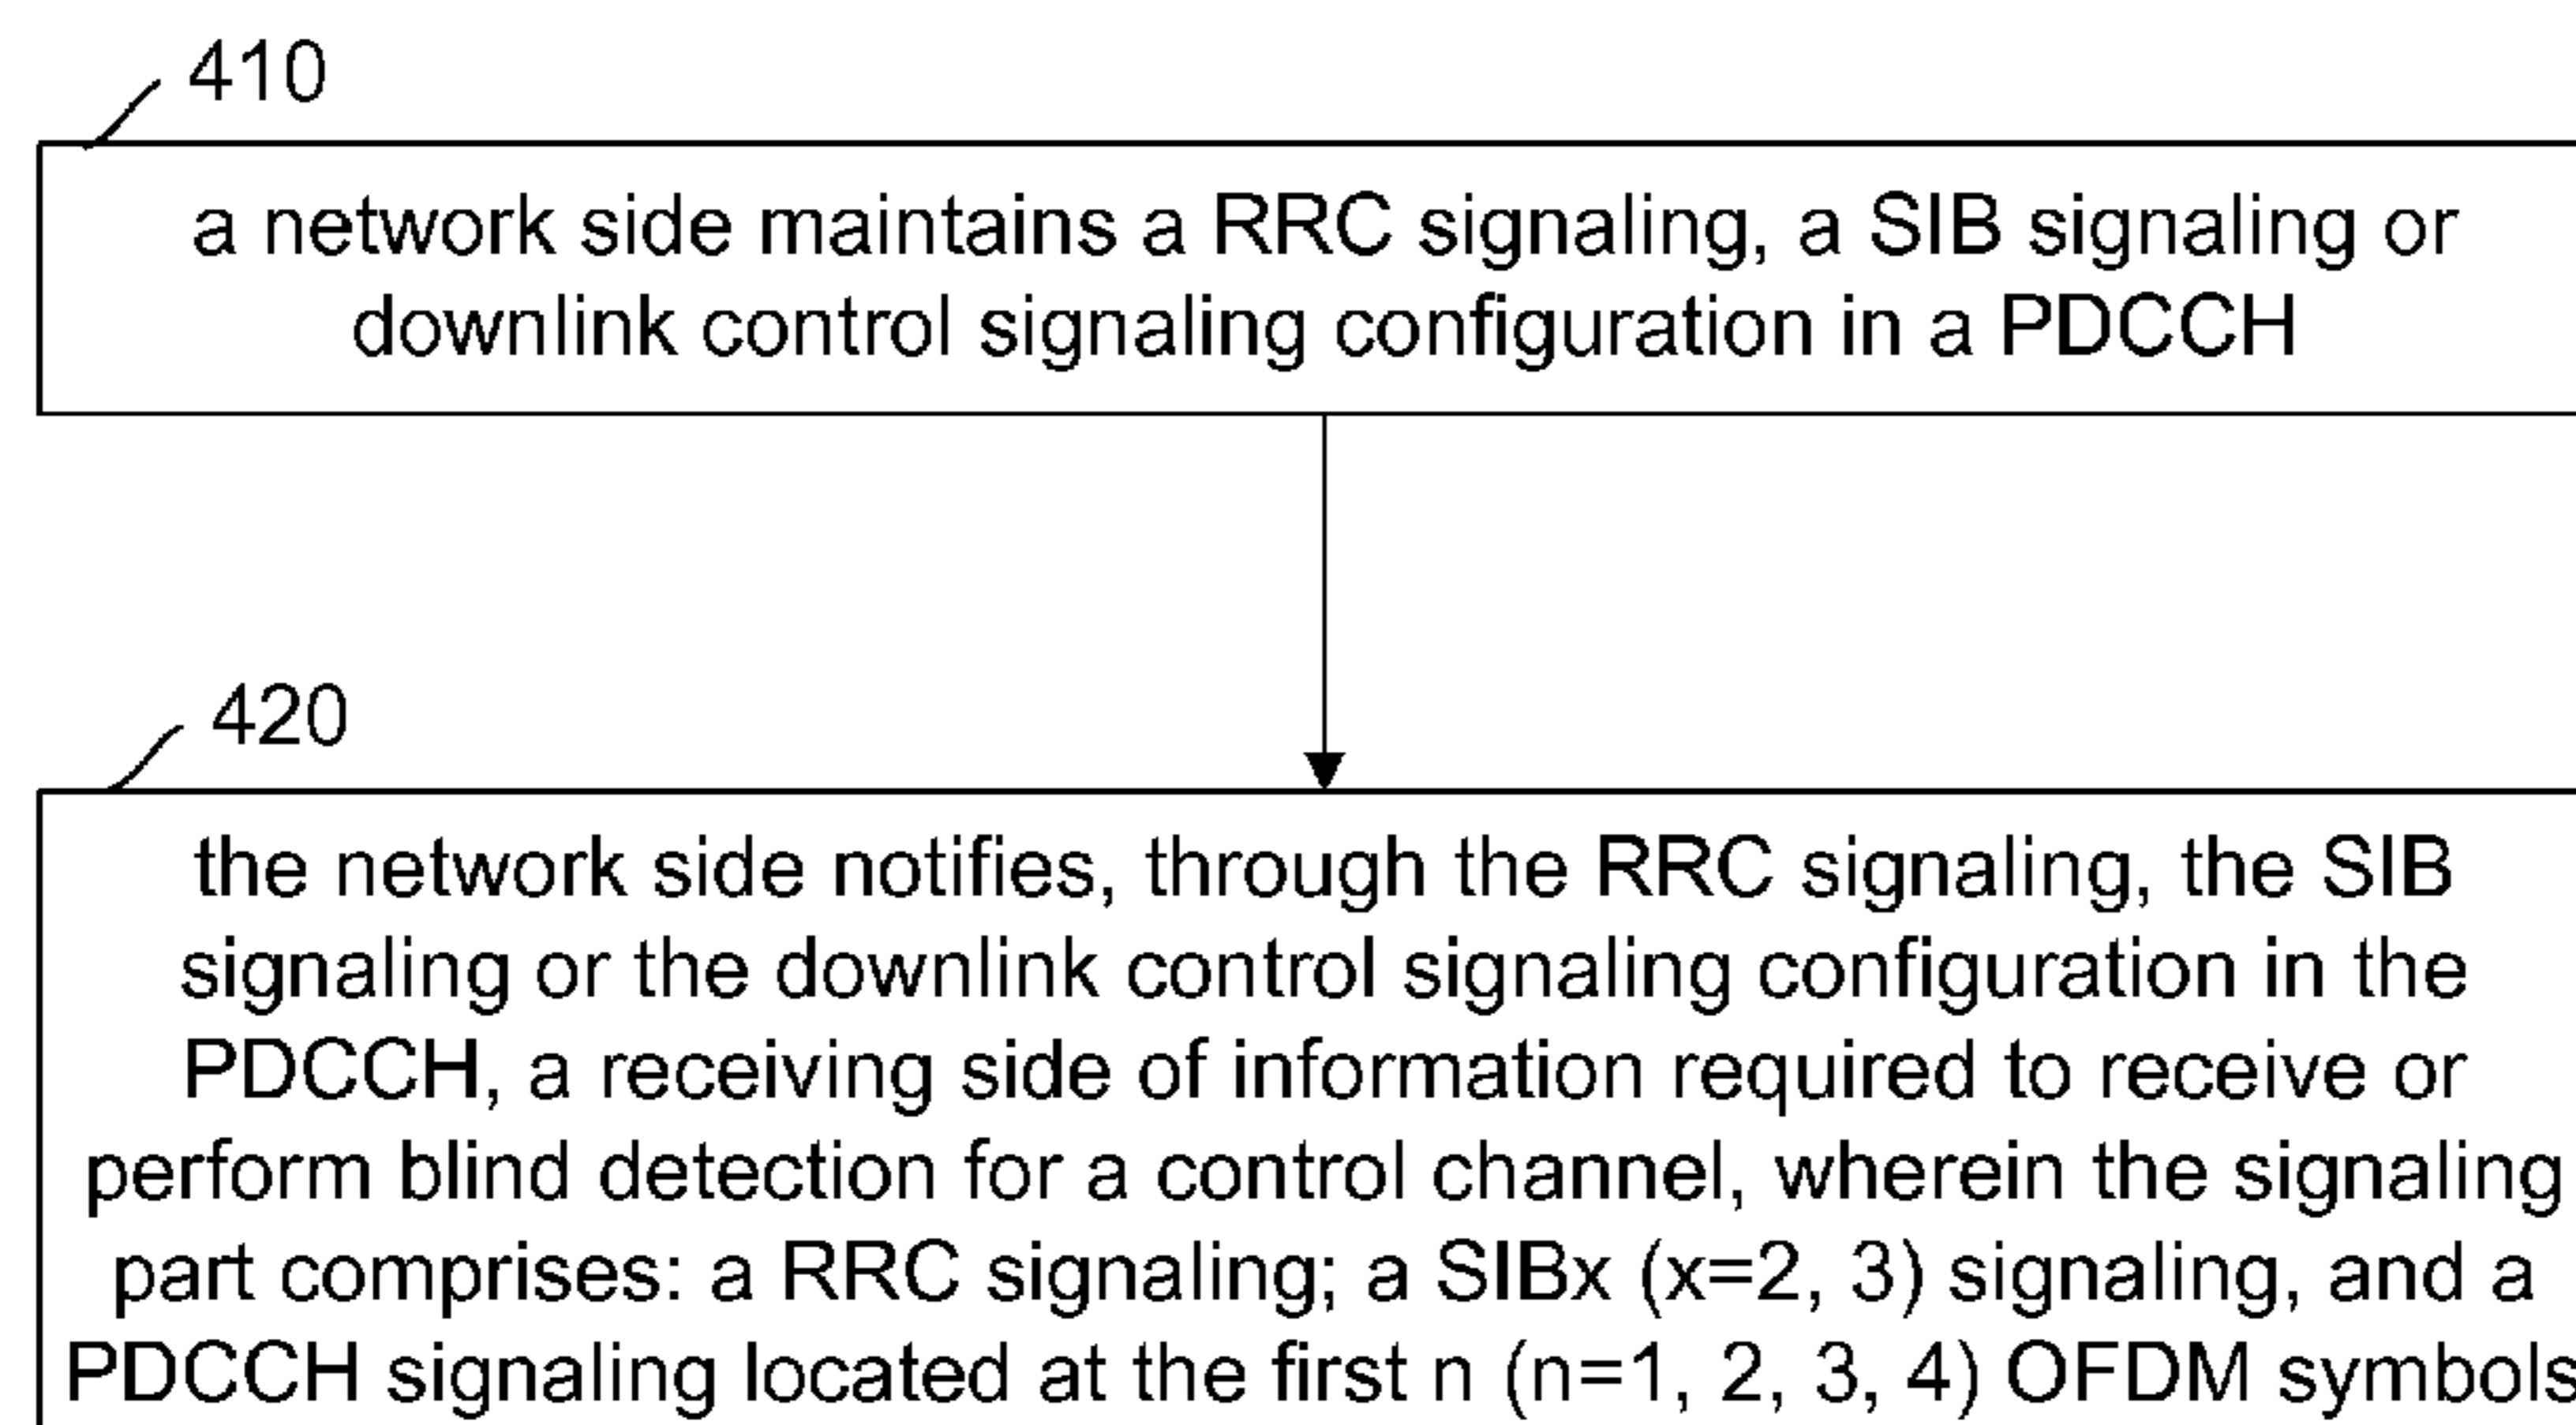 410
a network side maintains a RRC signaling, a SIB signaling or
downlink control signaling configuration in a PDCCH
420
the network side notifies, through the RRC signaling, the SIB
signaling or the downlink control signaling configuration in the
PDCCH, a receiving side of information required to receive or
perform blind detection for a control channel, wherein the signaling
part comprises: a RRC signaling; a SIBx (x=2, 3) signaling, and a
PDCCH signaling located at the first n (n=1, 2, 3, 4) OFDM symbols